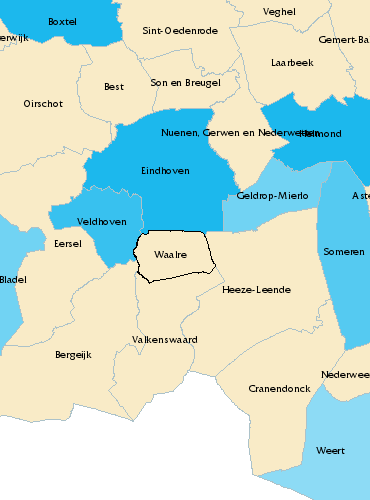 Veghel
Boxtel
Sint-Oedenrode
erwijk
Gemert-Ba
Laarbeek
Son en Breugel
Best
Oirschot
Nuenen, Gerwen en Nederwetten
Helmond
Eindhoven
Geldrop-Mierlo
Aste
Veldhoven
Eersel
Waalre
Someren
Bladel
Heeze-Leende
Valkenswaard
Bergeijk
Nederwee
Cranendonck
Weert